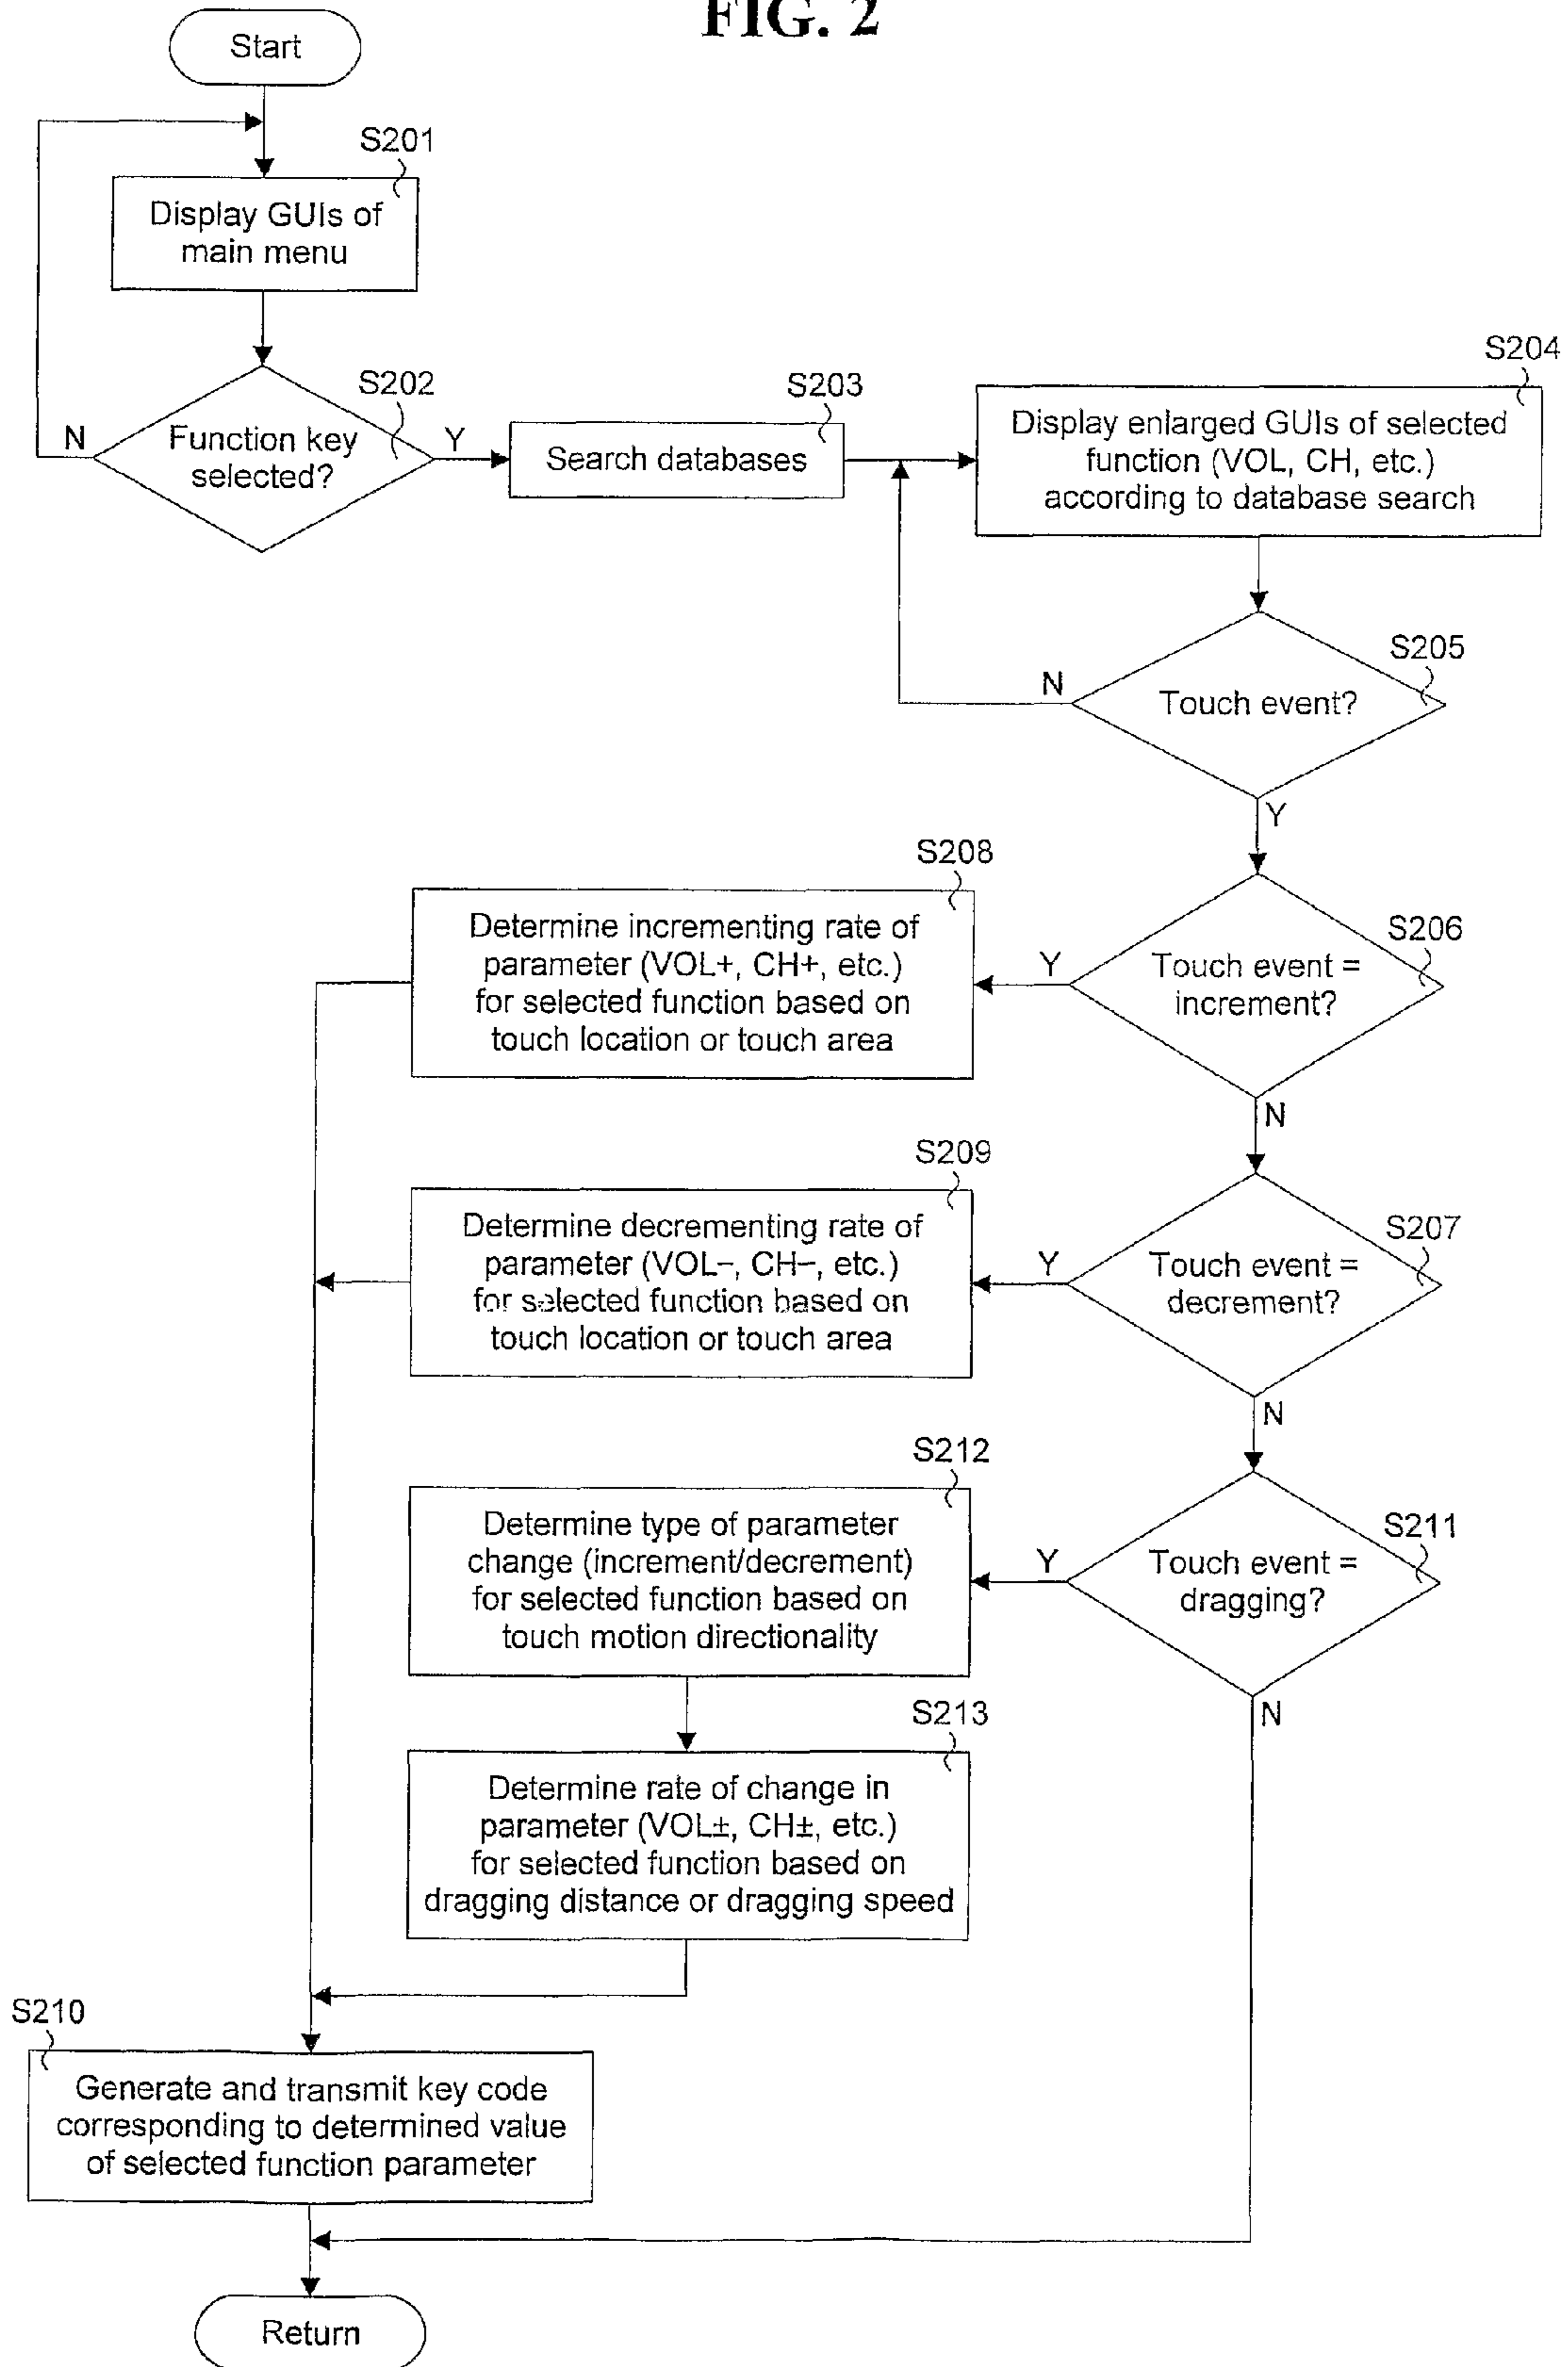 FIG. 2
Start
S201
Display GUIs of
main menu
S202
Function key
selected?
N
Y
S203
Search databases
S204
Display enlarged GUIs of selected
function (VOL, CH, etc.)
according to database search
S205
Touch event?
N
Y
S206
Touch event =
increment?
Y
N
S208
Determine incrementing rate of
parameter (VOL+, CH+, etc.)
for selected function based on
touch location or touch area
S207
Touch event =
decrement?
Y
N
S209
Determine decrementing rate of
parameter (VOL−, CH−, etc.)
for selected function based on
touch location or touch area
S211
Touch event =
dragging?
Y
N
S212
Determine type of parameter
change (increment/decrement)
for selected function based on
touch motion directionality
S213
Determine rate of change in
parameter (VOL±, CH±, etc.)
for selected function based on
dragging distance or dragging speed
S210
Generate and transmit key code
corresponding to determined value
of selected function parameter
Return